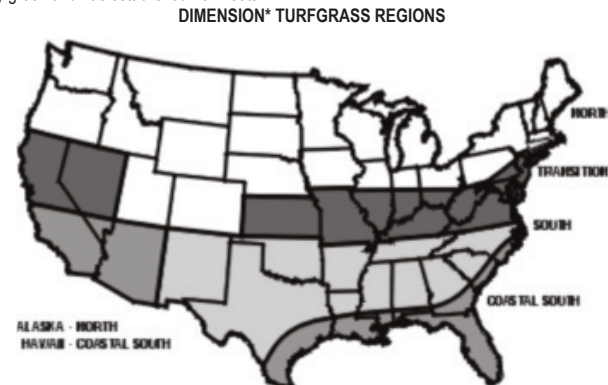 DIMENSION* TURFGRASS REGIONS
NORTH
TRANSITION
SOUTH
COASTAL SOUTH
ALASKA - NORTH
HAWAII - COASTAL SOUTH